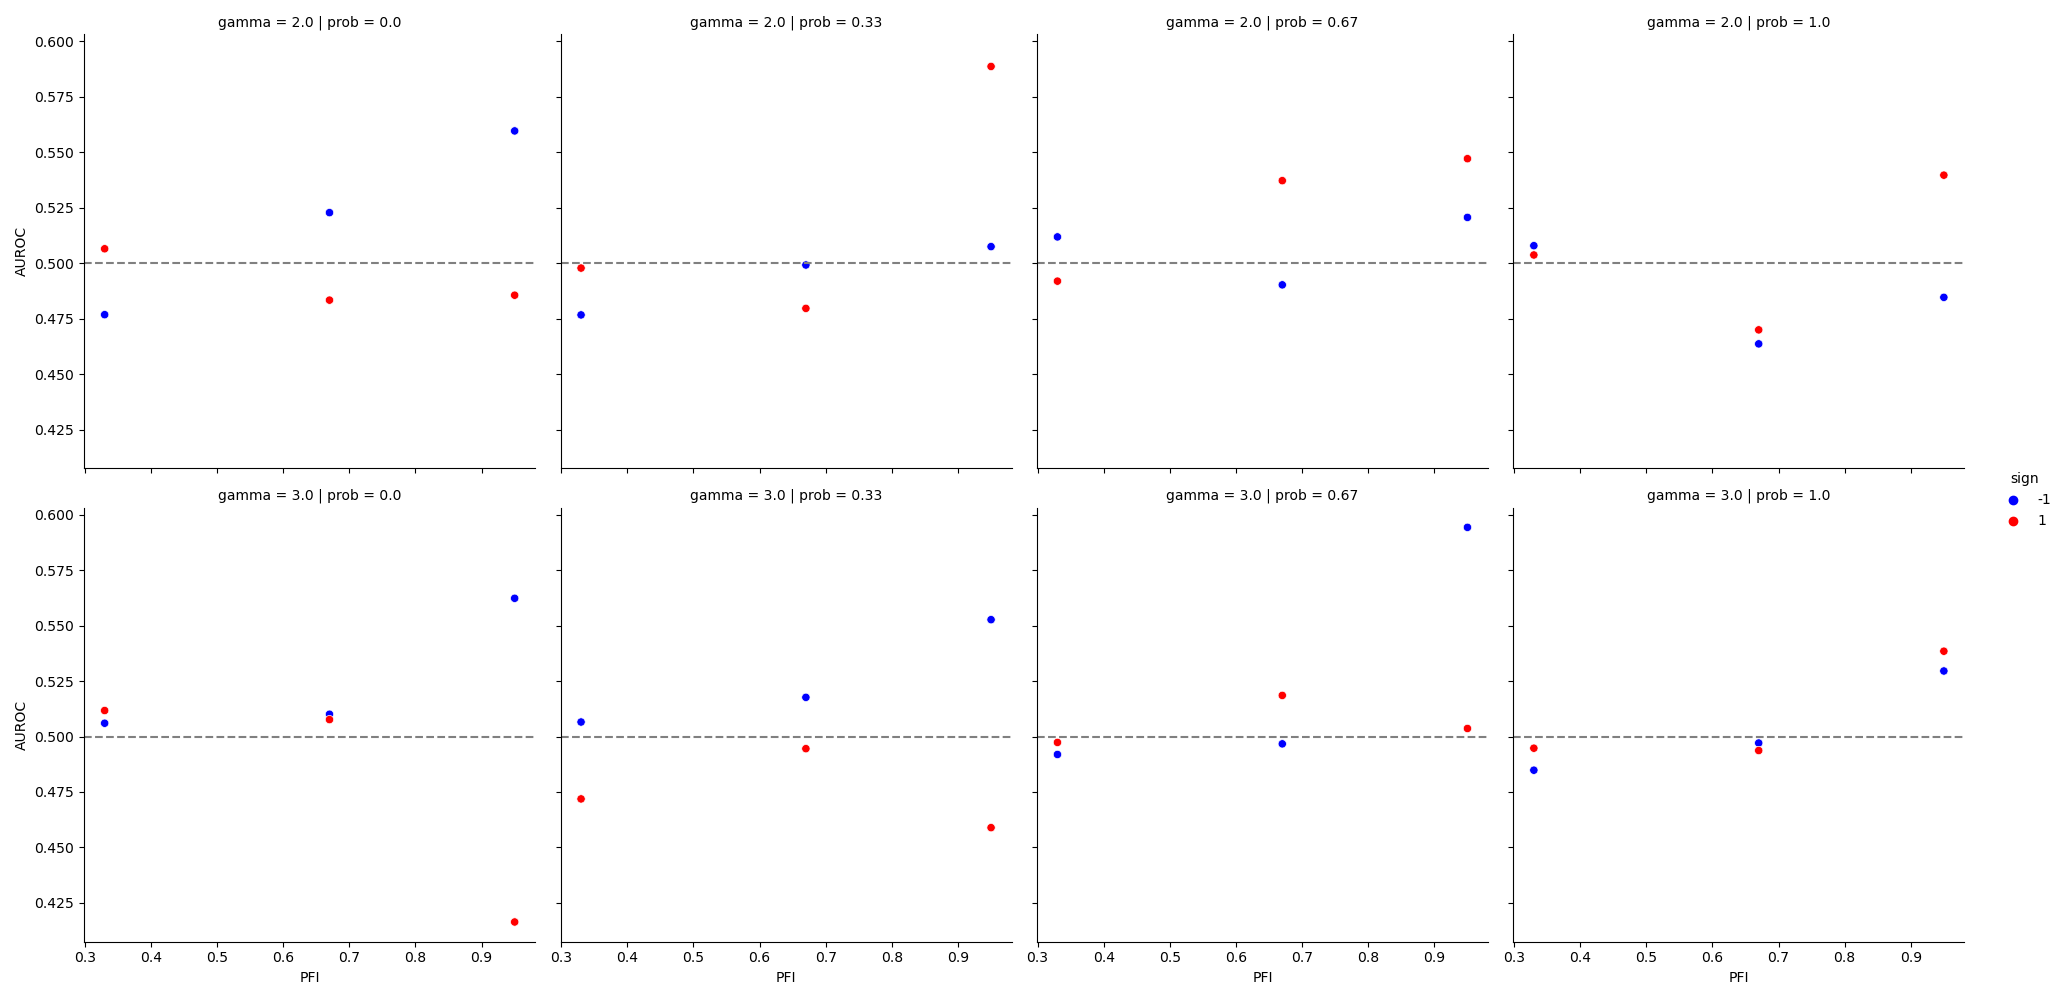 gamma = 2.0 | prob = 0.0
gamma = 2.0 | prob = 0.33
gamma = 2.0 | prob = 0.67
gamma = 2.0 | prob = 1.0
0.600
0.575
0.550
0.525
0.500
0.475
0.450
0.425
AUROC
gamma = 3.0 | prob = 0.0
gamma = 3.0 | prob = 0.33
gamma = 3.0 | prob = 0.67
gamma = 3.0 | prob = 1.0
0.600
0.575
0.550
0.525
0.500
0.475
0.450
0.425
AUROC
0.3 0.4 0.5 0.6 0.7 0.8 0.9
PFI
0.3 0.4 0.5 0.6 0.7 0.8 0.9
PFI
0.3 0.4 0.5 0.6 0.7 0.8 0.9
PFI
0.3 0.4 0.5 0.6 0.7 0.8 0.9
PFI
sign
-1
1